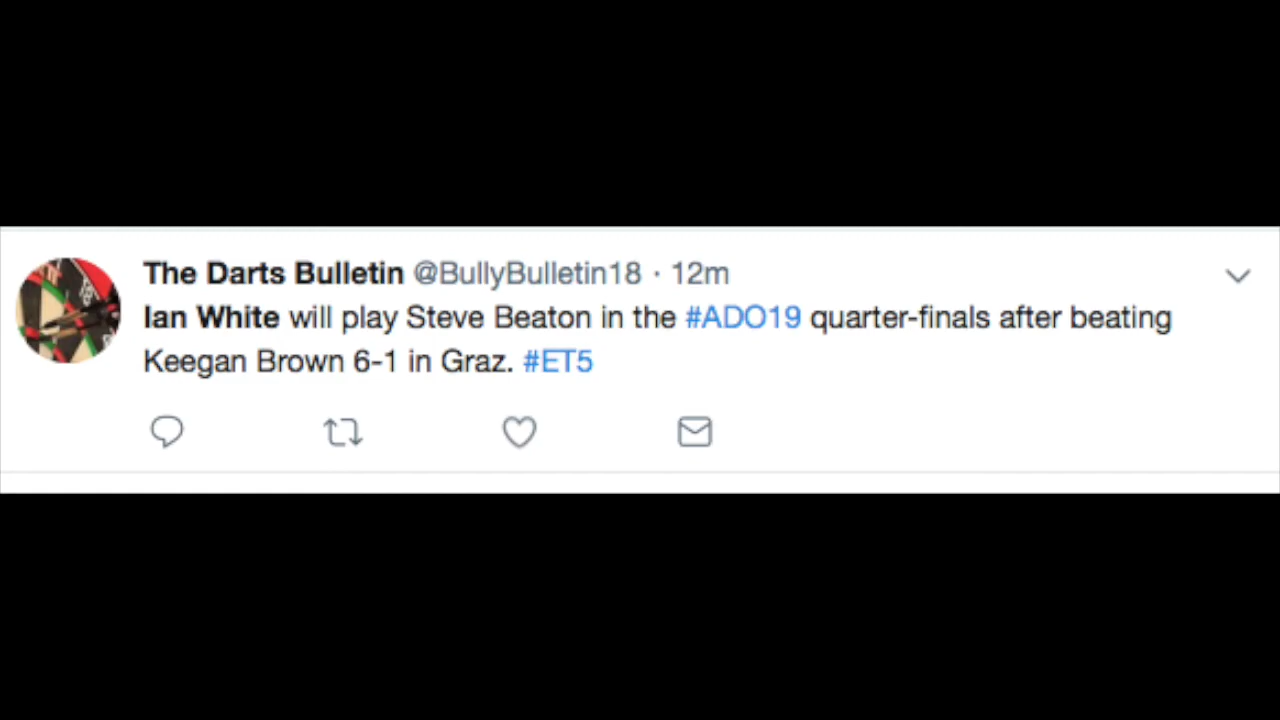 The Darts Bulletin @BullyBulletin18 · 12m
Ian White will play Steve Beaton in the #ADO19 quarter-finals after beating
Keegan Brown 6-1 in Graz. #ET5